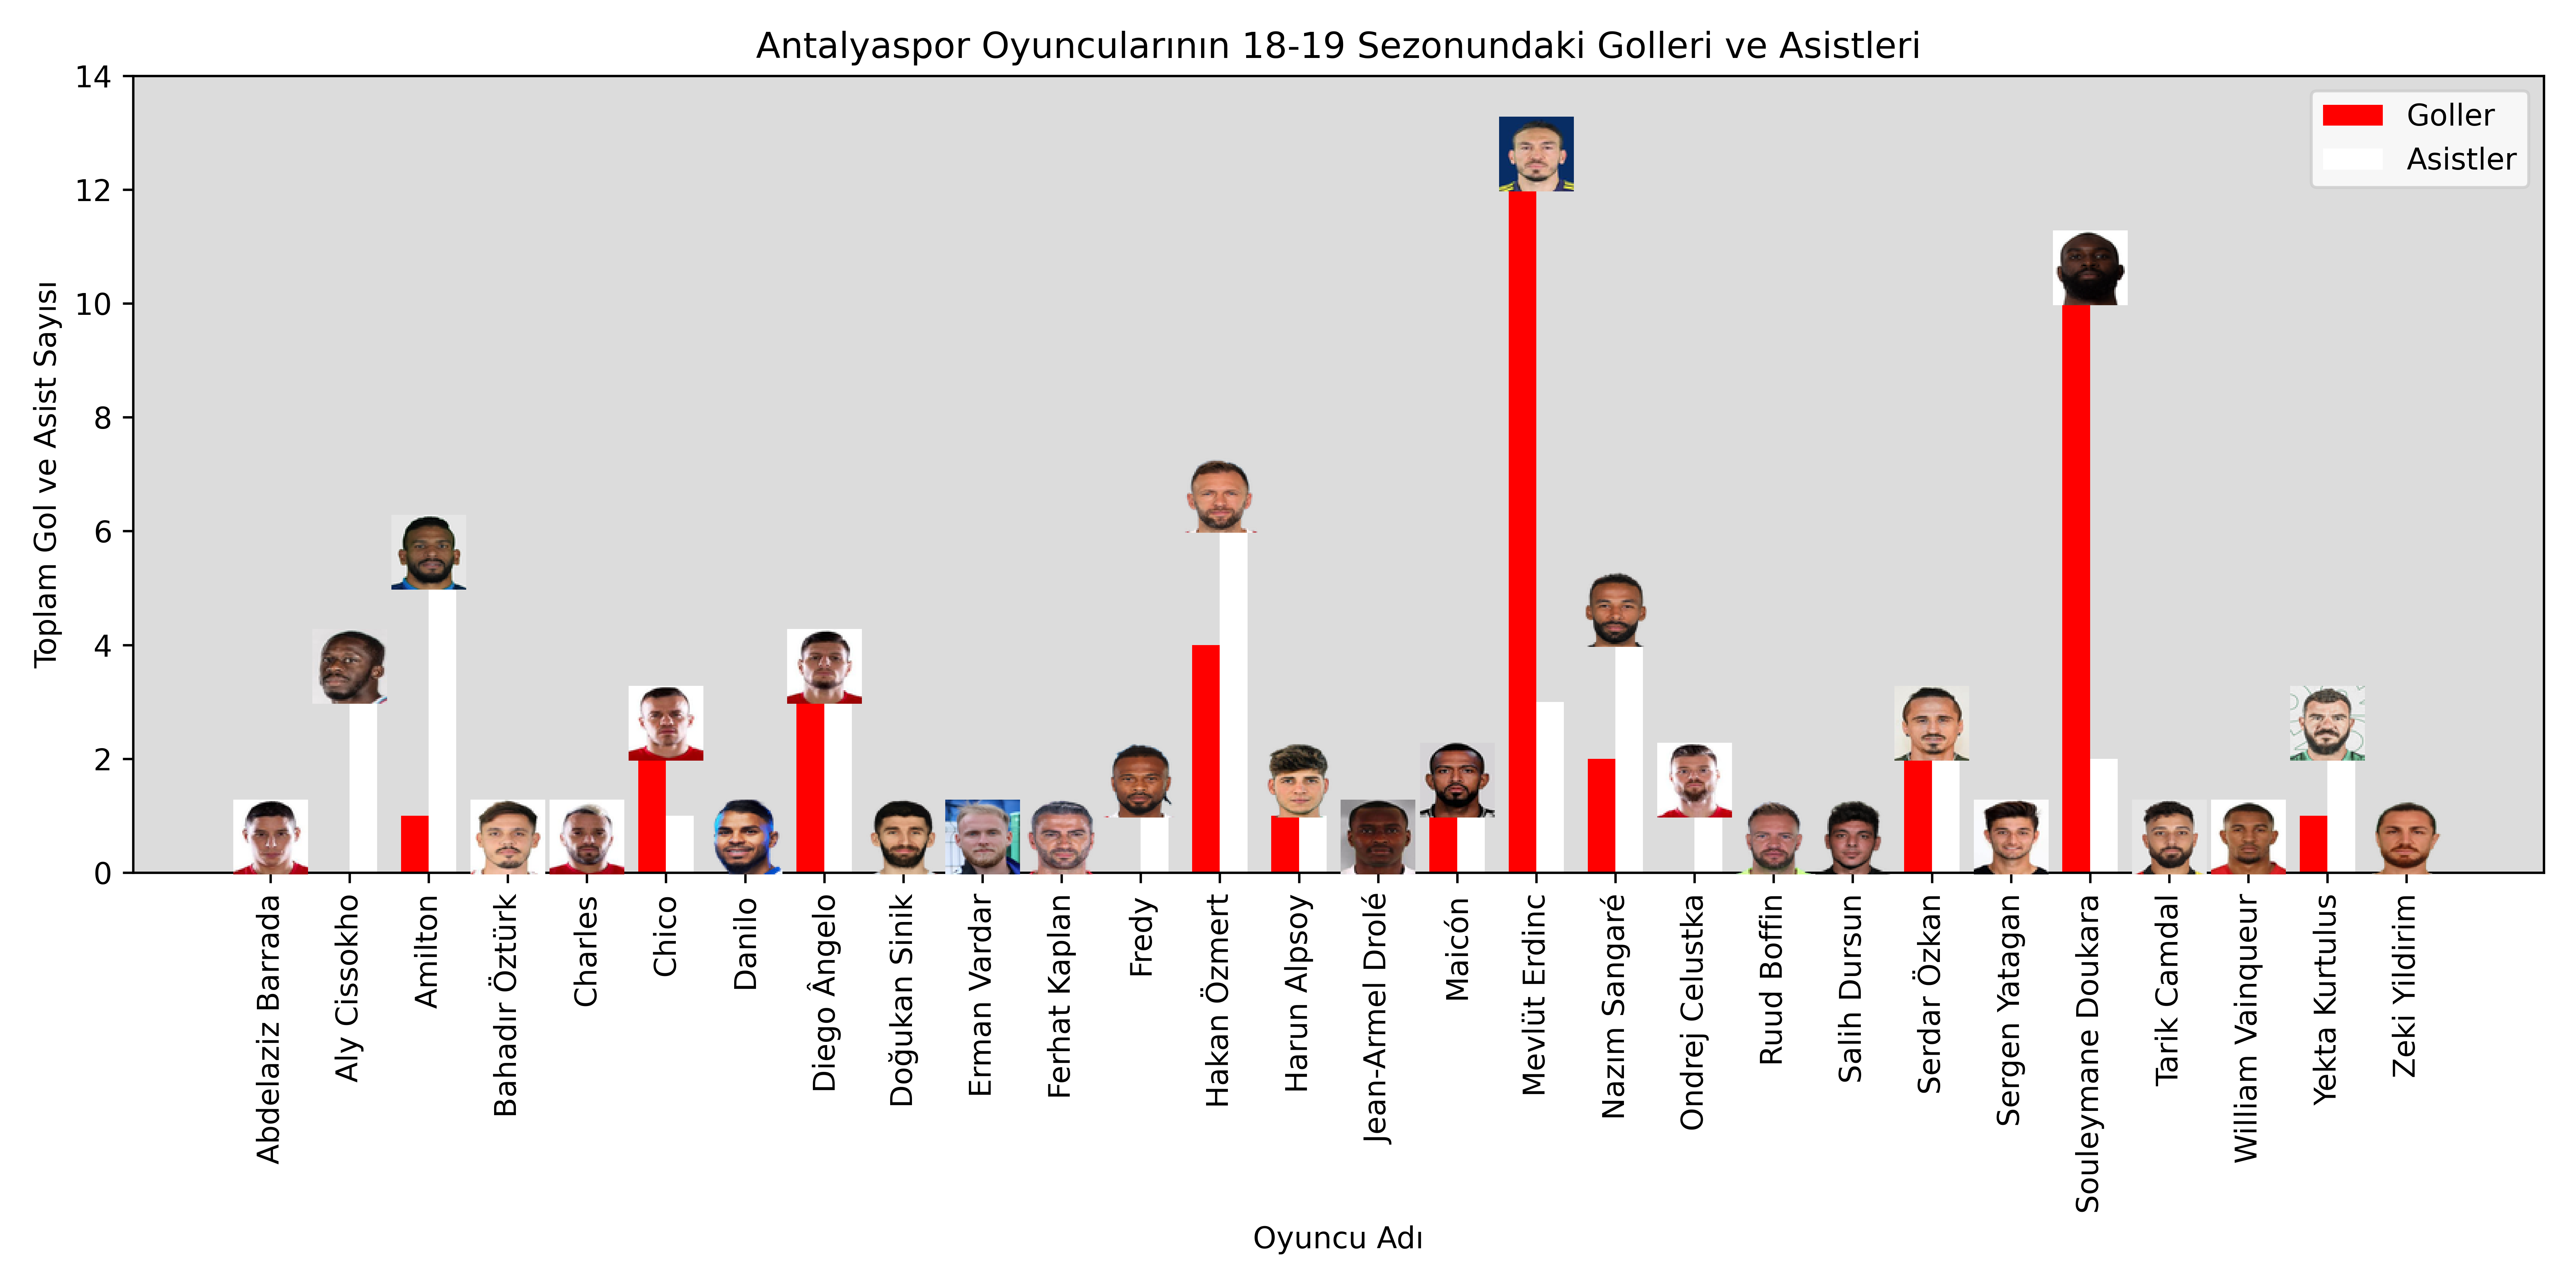 Antalyaspor Oyuncularının 18-19 Sezonundaki Golleri ve Asistleri
Goller
Asistler
Toplam Gol ve Asist Sayısı
14
12
10
8
6
4
2
0
Abdelaziz Barrada
Aly Cissokho
Amilton
Bahadır Öztürk
Charles
Chico
Danilo
Diego Ângelo
Doğukan Sinik
Erman Vardar
Ferhat Kaplan
Fredy
Hakan Özmert
Harun Alpsoy
Jean-Armel Drolé
Maicón
Mevlüt Erdinc
Nazim Sangaré
Ondrej Celustka
Ruud Boffin
Salih Dursun
Serdar Özkan
Sergen Yatagan
Souleymane Doukara
Tarik Camdal
William Vainqueur
Yekta Kurtulus
Zeki Yildirim
Oyuncu Adı